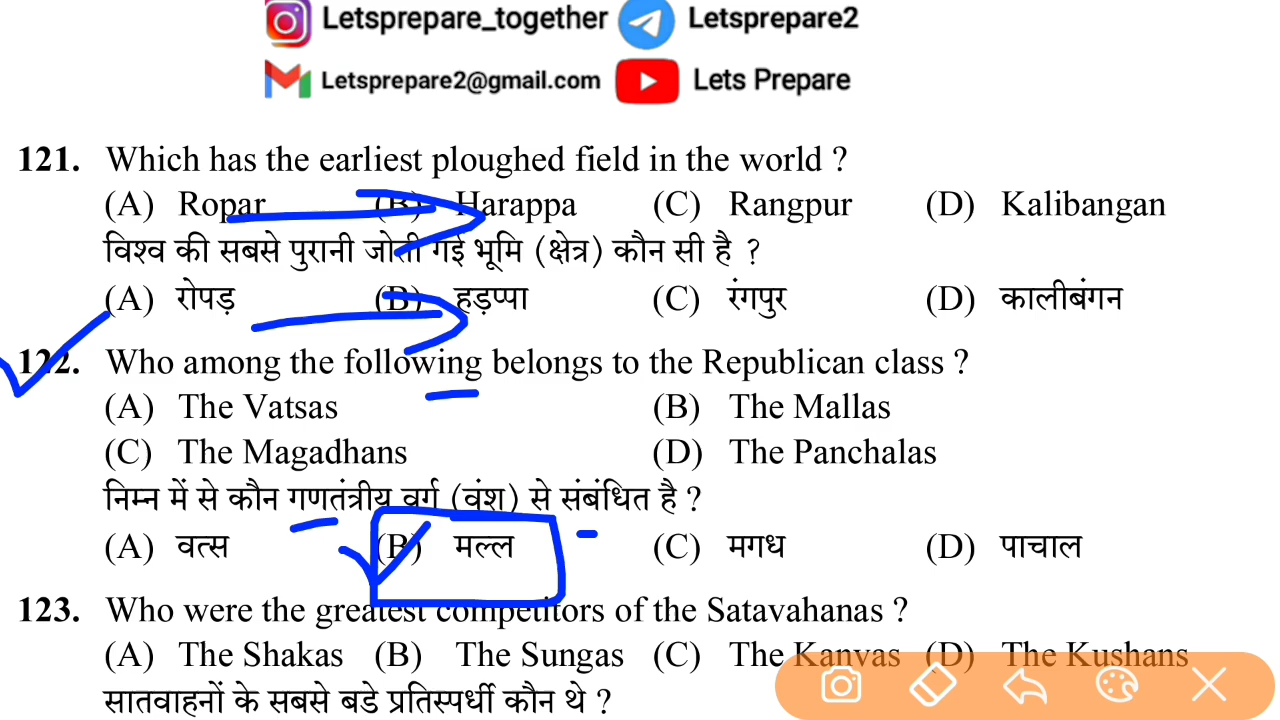 Letsprepare_together Letsprepare2
Letsprepare2@gmail.com Lets Prepare
121. Which has the earliest ploughed field in the world ?
(A) Ropar (B) Harappa (C) Rangpur (D) Kalibangan
विश्व की सबसे पुरानी जोती गई भूमि (क्षेत्र) कौन सी है ?
(A) रोपड़ (B) हड़प्पा (C) रंगपुर (D) कालीबंगन
122. Who among the following belongs to the Republican class ?
(A) The Vatsas (B) The Mallas
(C) The Magadhans (D) The Panchalas
निम्न में से कौन गणतंत्रीय वर्ग (वंश) से संबंधित है ?
(A) वत्स (B) मल्ल (C) मगध (D) पाचाल
123. Who were the greatest competitors of the Satavahanas ?
(A) The Shakas (B) The Sungas (C) The Kanvas (D) The Kushans
सातवाहनों के सबसे बडे प्रतिस्पर्धी कौन थे ?